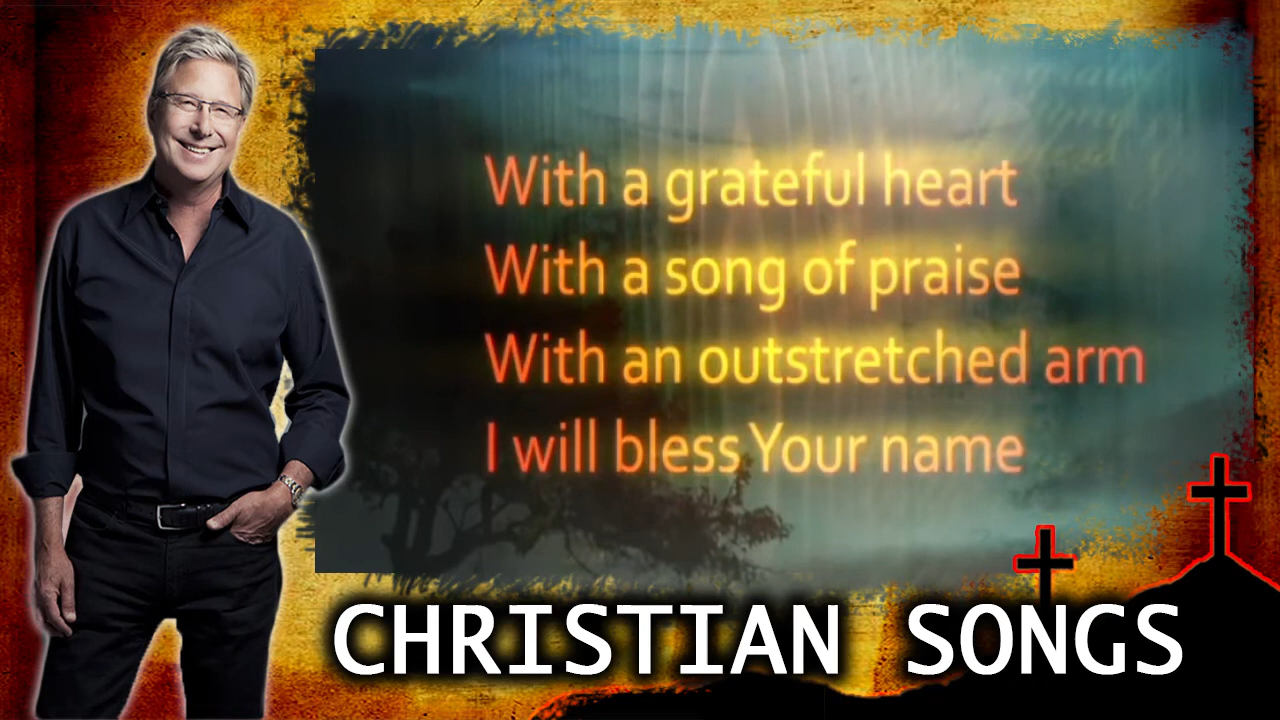 With a grateful heart
With a song of praise
With an outstretched arm
I will bless Your name
CHRISTIAN SONGS